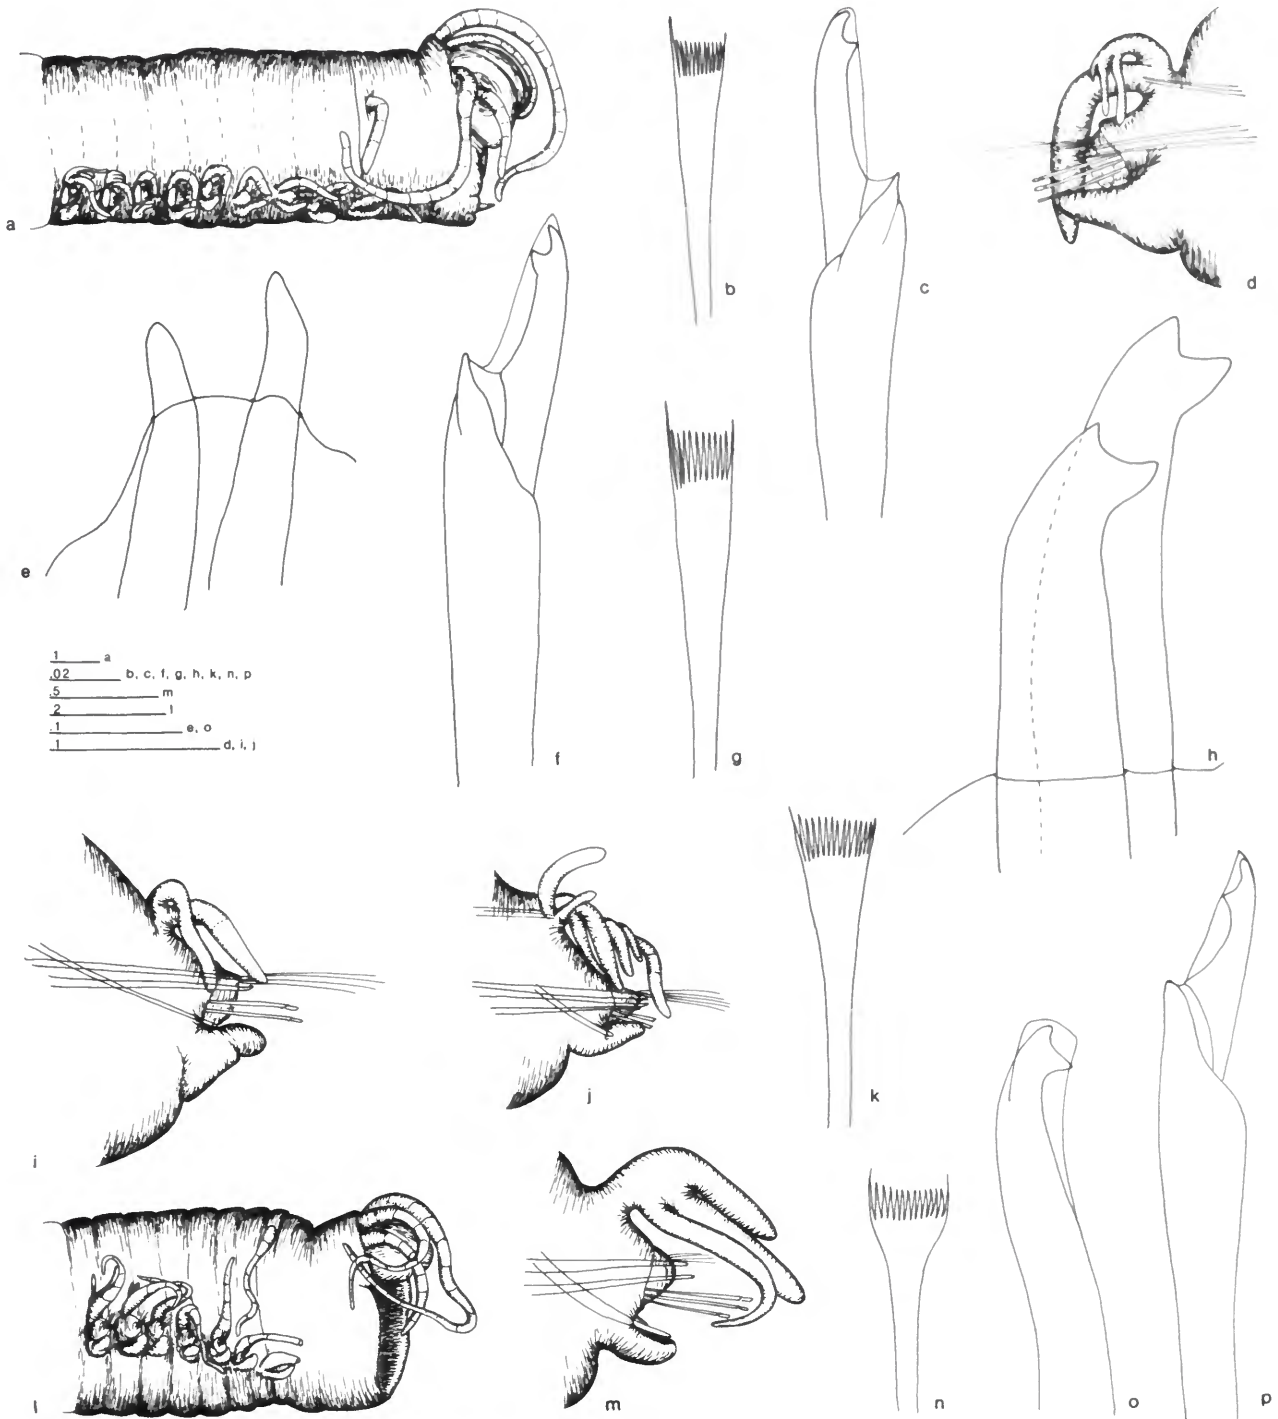 a
b
c
d
e
1 a
.02 b, c, f, g, h, k, n, p
.5 m
2 l
.1 e, o
1 d, i, j
f
g
h
i
j
k
l
m
n
o
p